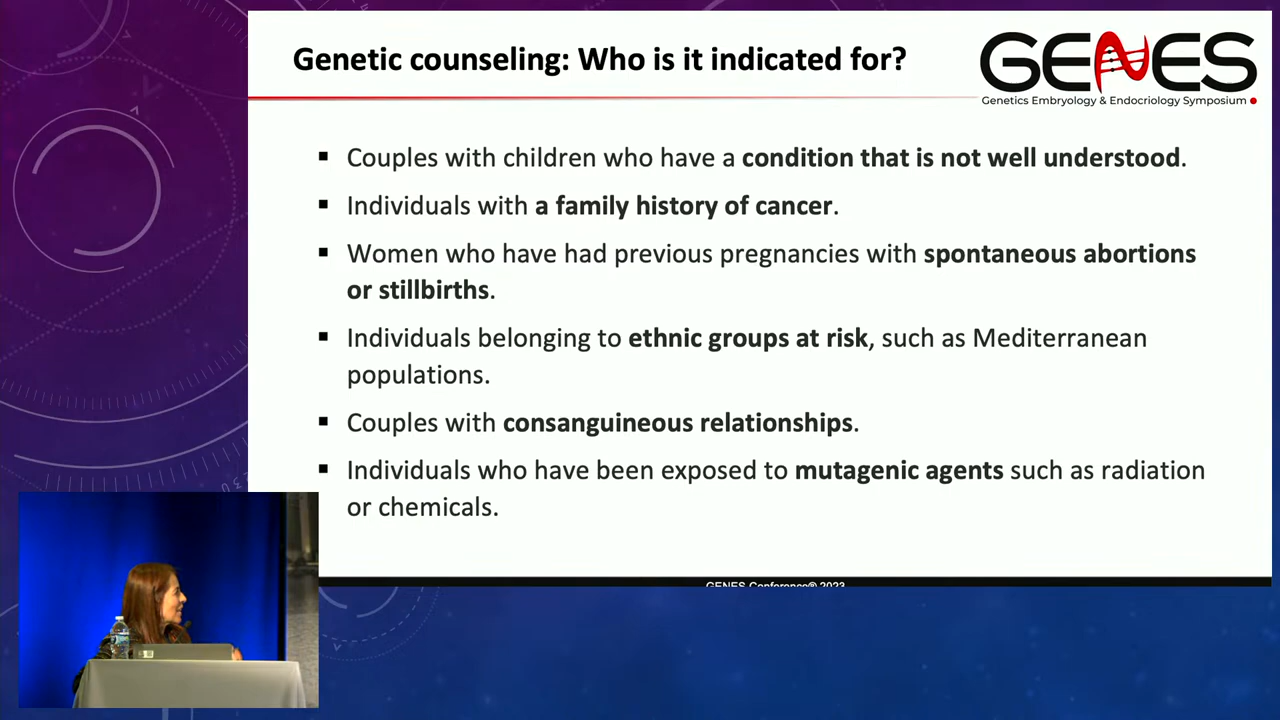 Genetic counseling: Who is it indicated for?
GENES
Genetics Embryology & Endocriology Symposium
▪ Couples with children who have a condition that is not well understood.
▪ Individuals with a family history of cancer.
▪ Women who have had previous pregnancies with spontaneous abortions
or stillbirths.
▪ Individuals belonging to ethnic groups at risk, such as Mediterranean
populations.
▪ Couples with consanguineous relationships.
▪ Individuals who have been exposed to mutagenic agents such as radiation
or chemicals.
GENES Conference® 2023